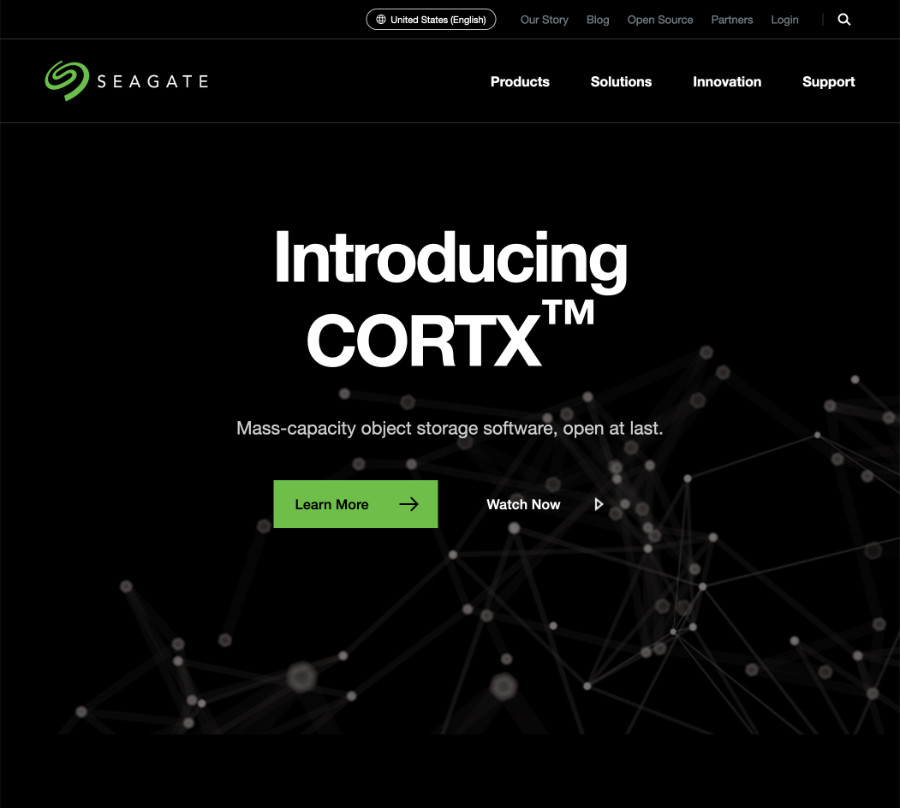 United States (English) Our Story Blog Open Source Partners Login
SEAGATE Products Solutions Innovation Support
Introducing
CORTX™
Mass-capacity object storage software, open at last.
Learn More Watch Now